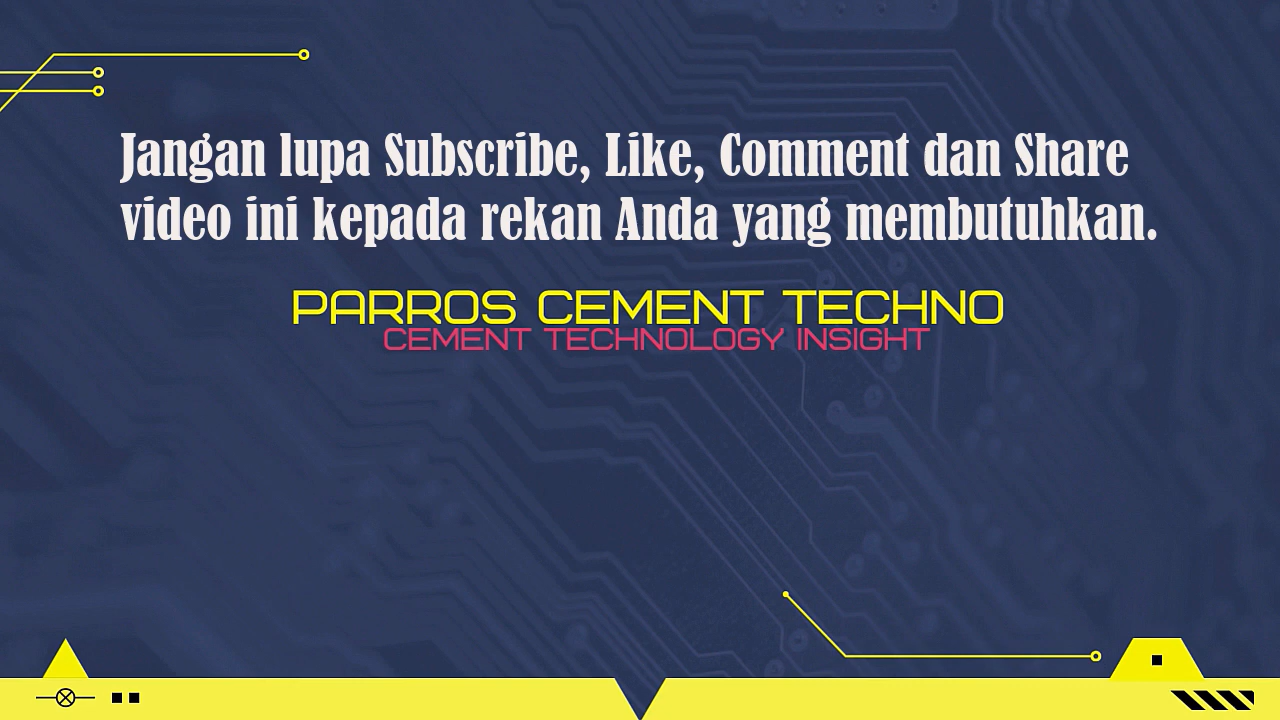 Jangan lupa Subscribe, Like, Comment dan Share
video ini kepada rekan Anda yang membutuhkan.
PARROS CEMENT TECHNO
CEMENT TECHNOLOGY INSIGHT